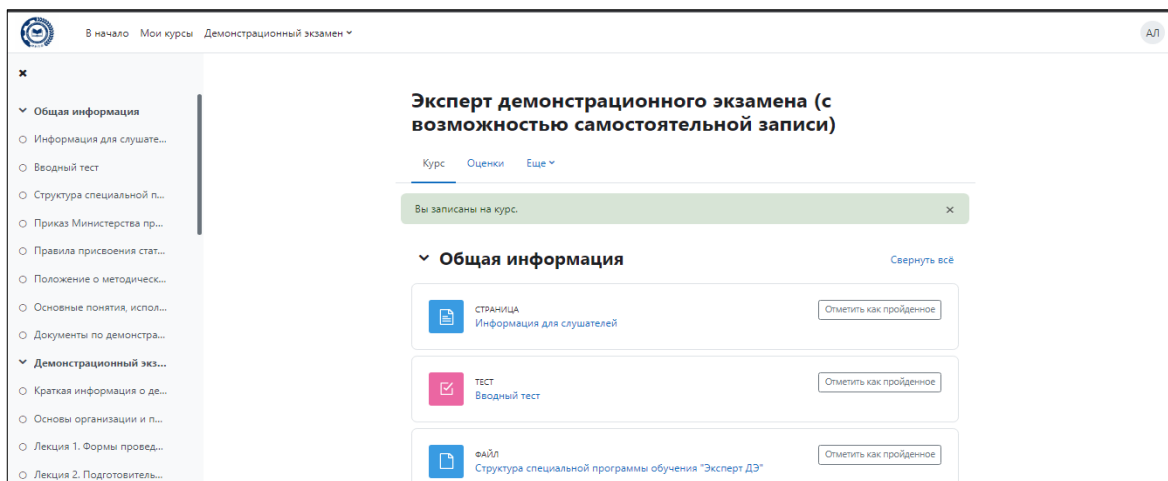 В начало Мои курсы Демонстрационный экзамен
АЛ
Общая информация
Информация для слушате...
Вводный тест
Структура специальной п...
Приказ Министерства пр...
Правила присвоения стат...
Положение о методическ...
Основные понятия, испол...
Документы по демонстра...
Демонстрационный экз...
Краткая информация о де...
Основы организации и п...
Лекция 1. Формы провед...
Лекция 2. Подготовитель...
Эксперт демонстрационного экзамена (с
возможностью самостоятельной записи)
Курс Оценки Еще
Вы записаны на курс.
Общая информация
Свернуть всё
СТРАНИЦА
Информация для слушателей
Отметить как пройденное
ТЕСТ
Вводный тест
Отметить как пройденное
ФАЙЛ
Структура специальной программы обучения "Эксперт ДЭ"
Отметить как пройденное